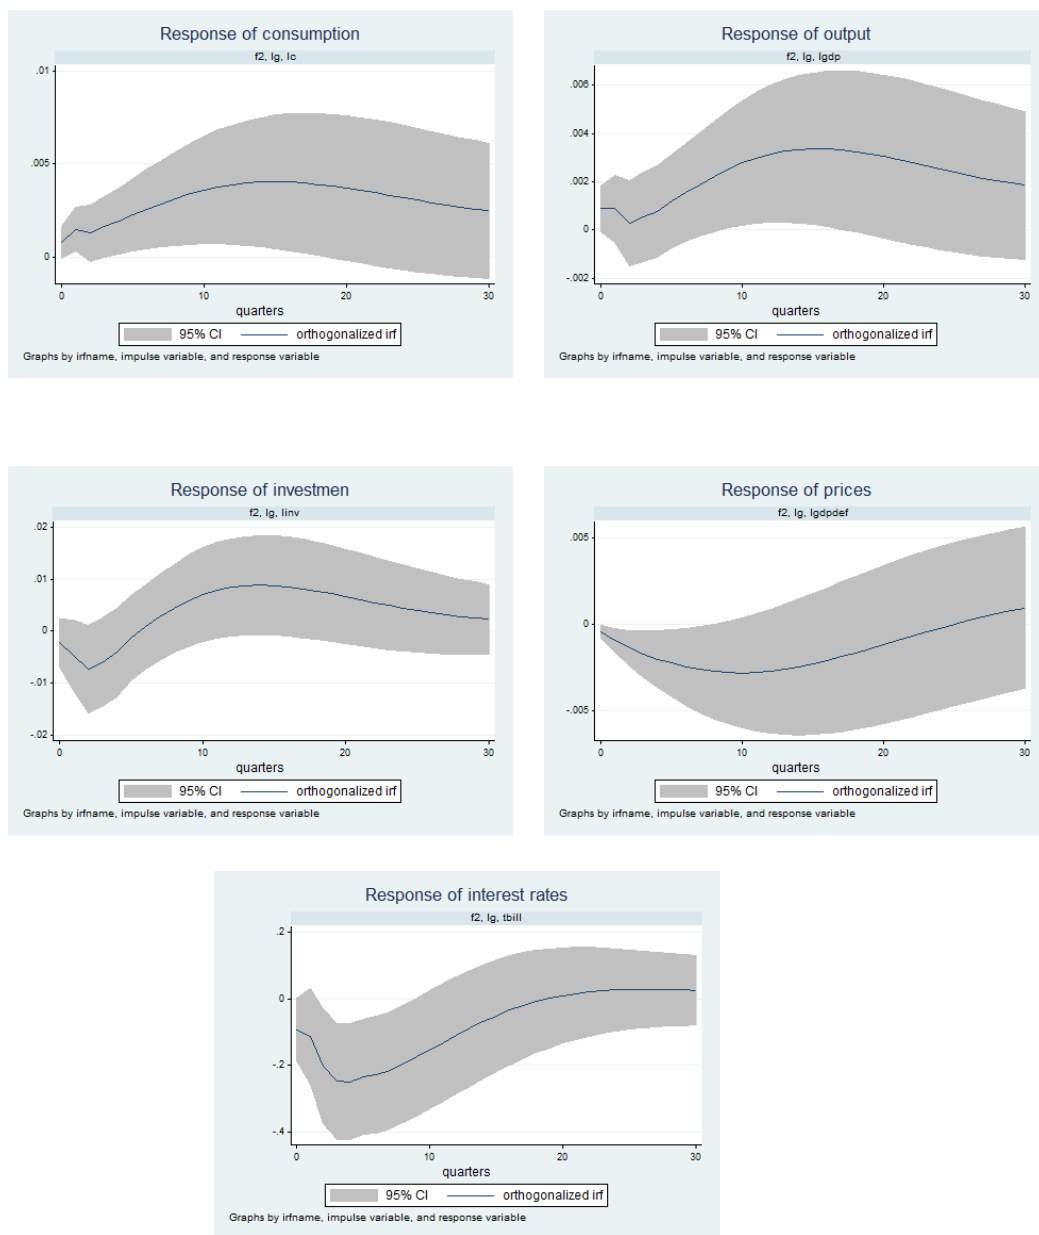 Response of consumption
f2, lg, lc
.01
.005
0
0 10 20 30
quarters
95% CI orthogonalized irf
Graphs by irfname, impulse variable, and response variable
Response of output
f2, lg, lgdp
.006
.004
.002
0
-.002
0 10 20 30
quarters
95% CI orthogonalized irf
Graphs by irfname, impulse variable, and response variable
Response of investmen
f2, lg, linv
.02
.01
0
-.01
-.02
0 10 20 30
quarters
95% CI orthogonalized irf
Graphs by irfname, impulse variable, and response variable
Response of prices
f2, lg, lgdpdef
.005
0
-.005
0 10 20 30
quarters
95% CI orthogonalized irf
Graphs by irfname, impulse variable, and response variable
Response of interest rates
f2, lg, tbill
.2
0
-.2
-.4
0 10 20 30
quarters
95% CI orthogonalized irf
Graphs by irfname, impulse variable, and response variable